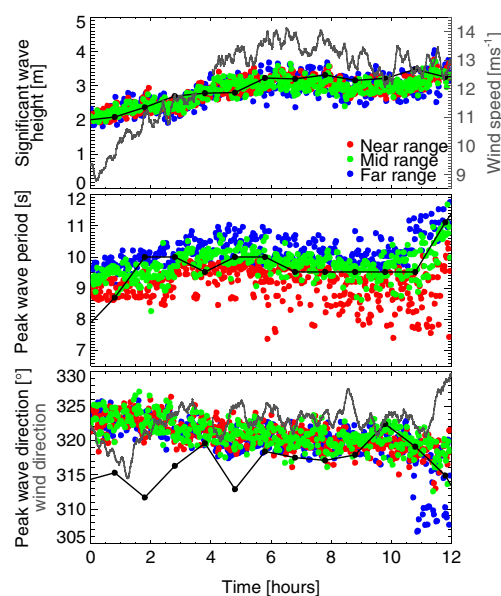 5
4
3
2
1
0
Significant wave
height [m]
14
13
12
11
10
9
Wind speed [ms-1]
Near range
Mid range
Far range
12
11
10
9
8
7
Peak wave period [s]
330
325
320
315
310
305
Peak wave direction [°]
wind direction
0 2 4 6 8 10 12
Time [hours]